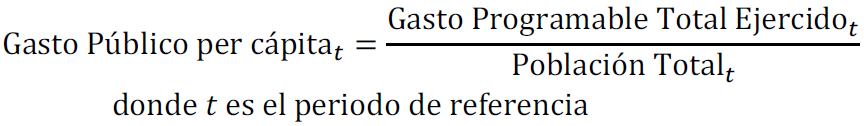 Gasto Público per cápita_t = Gasto Programable Total Ejercido_t / Población Total_t
donde t es el periodo de referencia